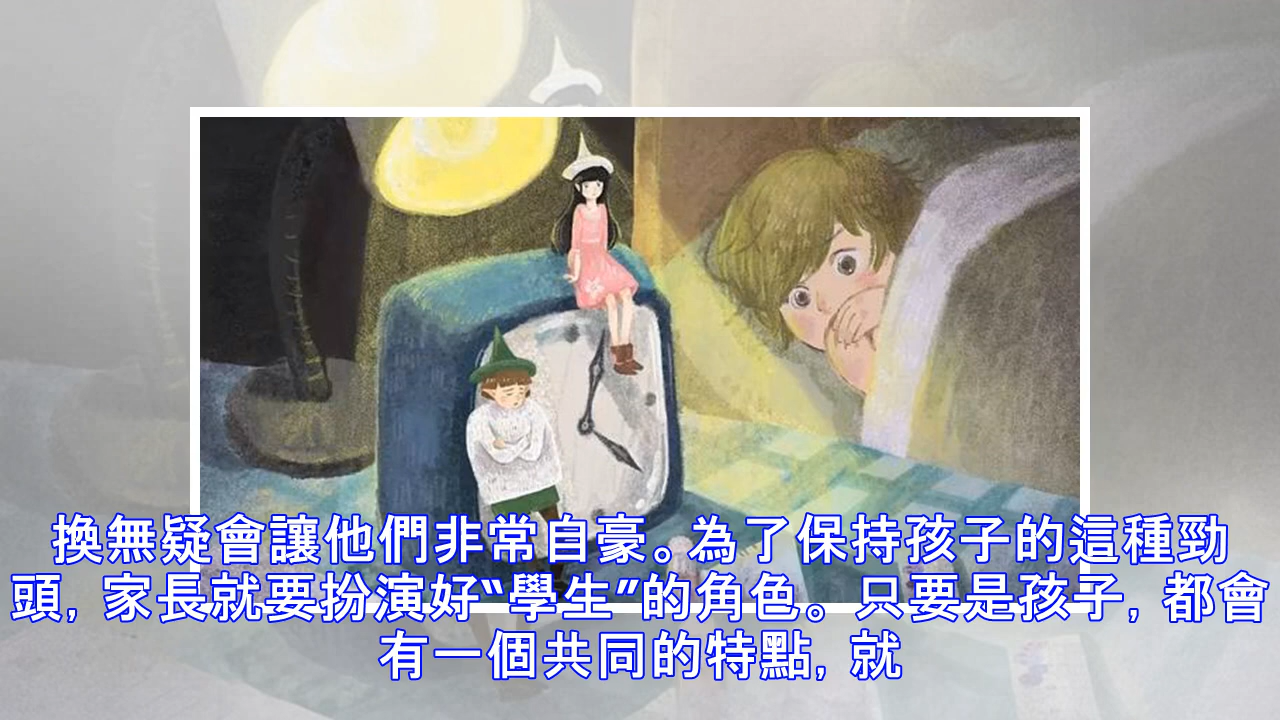 換無疑會讓他們非常自豪。為了保持孩子的這種勁
頭, 家長就要扮演好“學生”的角色。只要是孩子, 都會
有一個共同的特點, 就